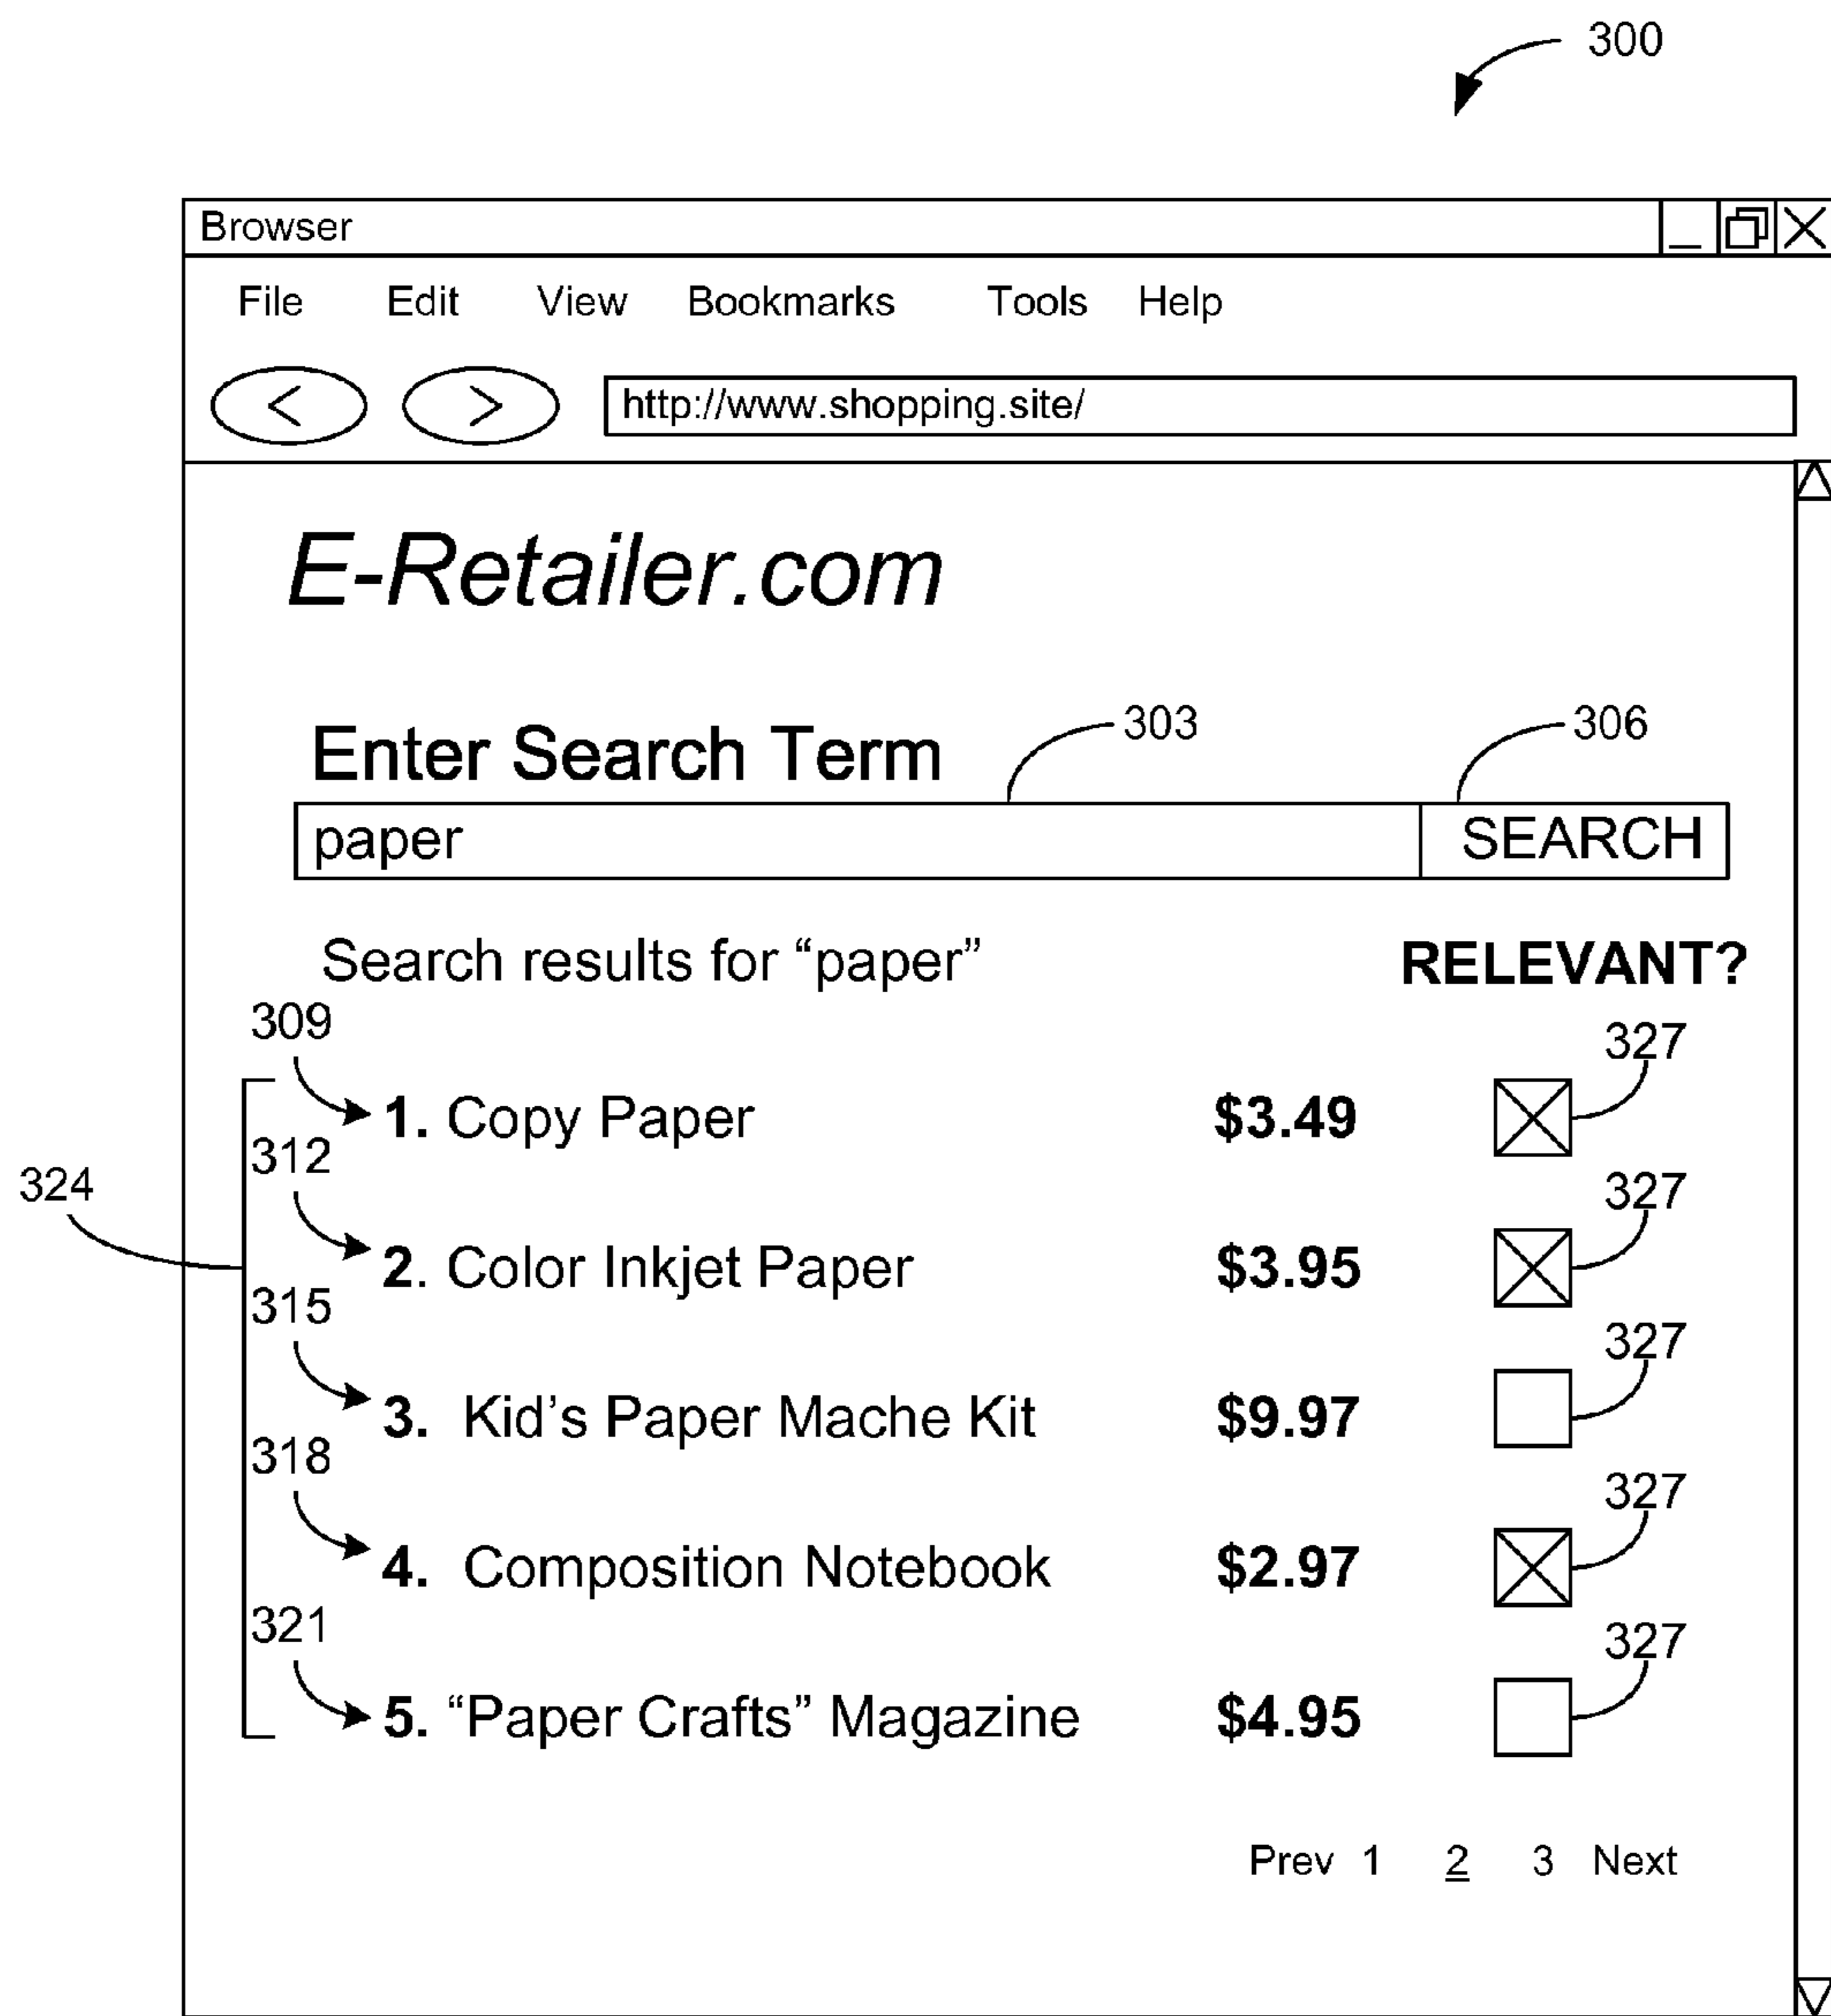 300
Browser
File Edit View Bookmarks Tools Help
< > http://www.shopping.site/
E-Retailer.com
303 306
Enter Search Term
paper SEARCH
Search results for “paper” RELEVANT?
309 327
1. Copy Paper $3.49
312 327
324
2. Color Inkjet Paper $3.95
315 327
3. Kid’s Paper Mache Kit $9.97
318 327
4. Composition Notebook $2.97
321 327
5. “Paper Crafts” Magazine $4.95
Prev 1 2 3 Next